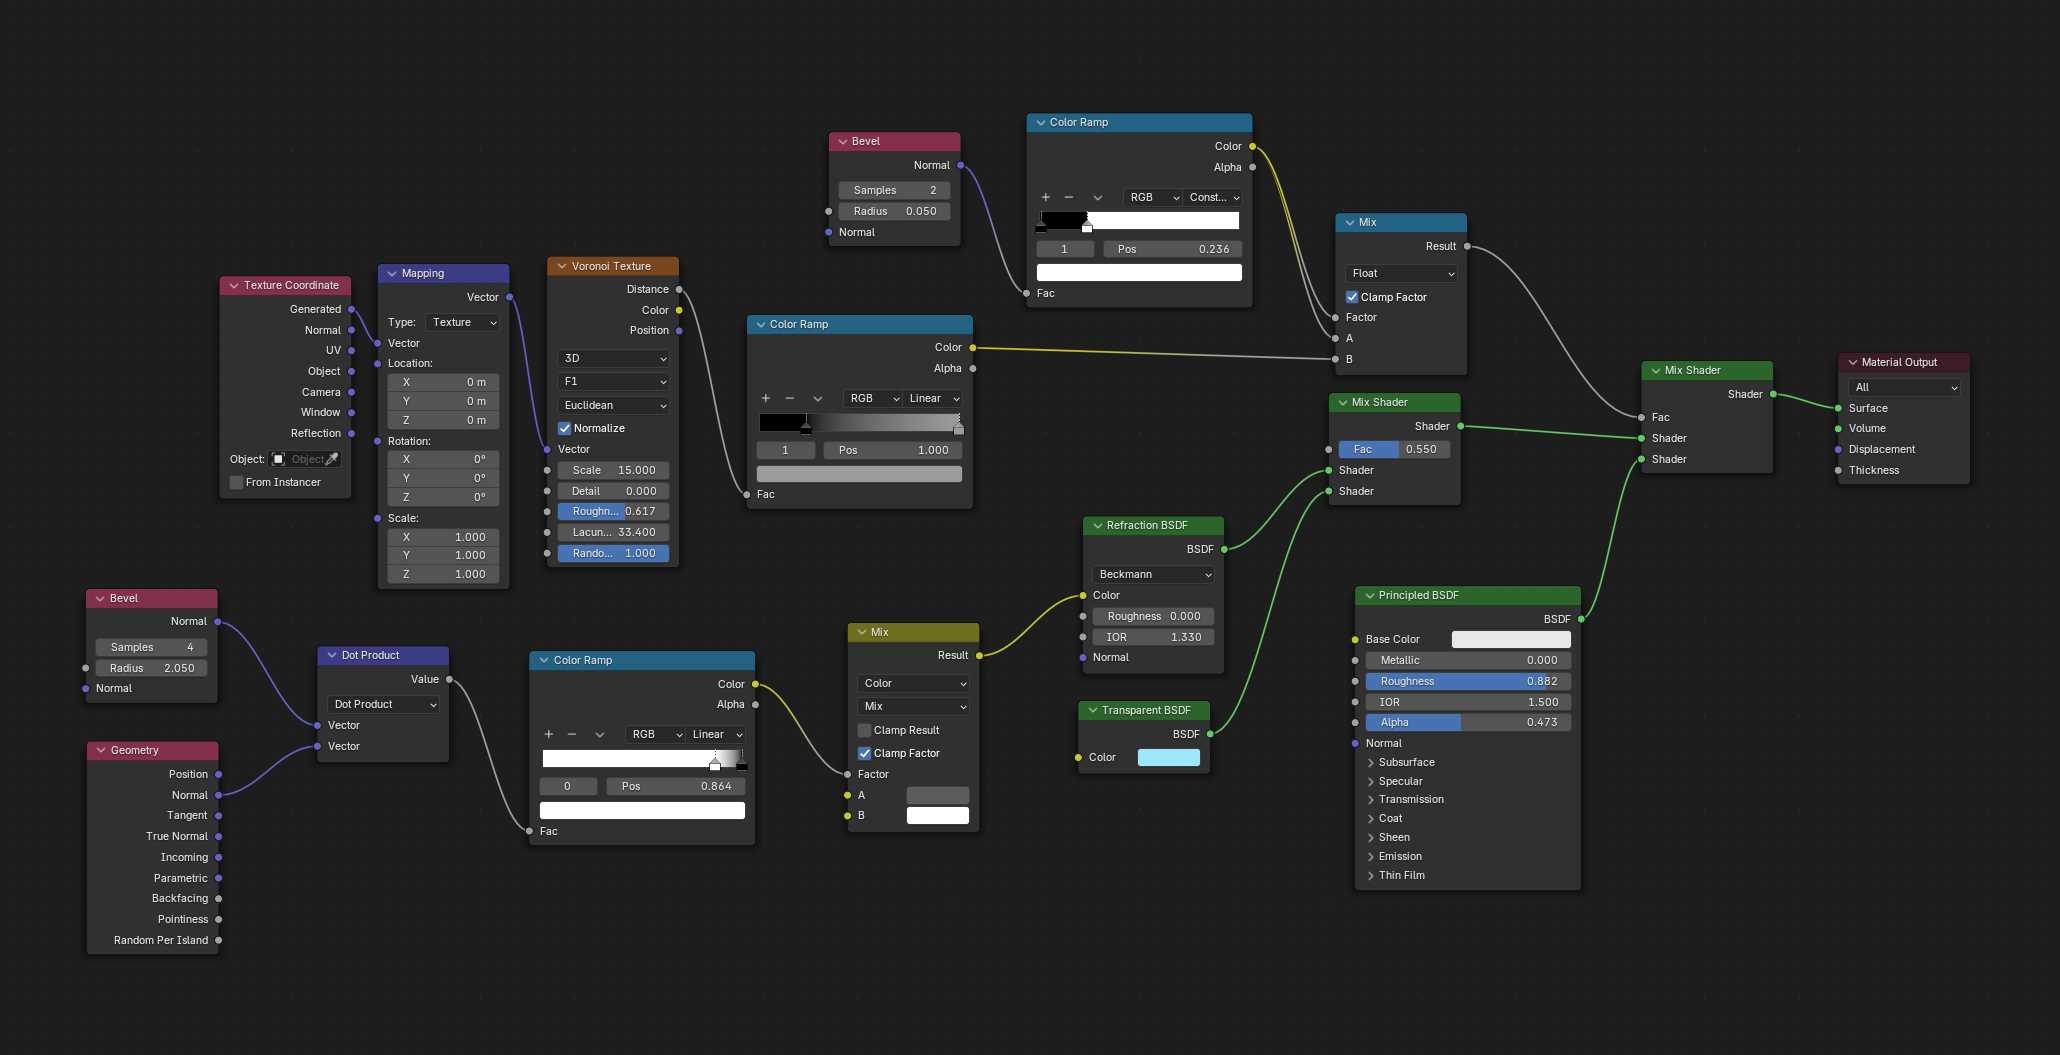 Bevel
Normal
Samples 2
Radius 0.050
Normal
Color Ramp
Color
Alpha
RGB Const...
1 Pos 0.236
Fac
Mix
Result
Float
Clamp Factor
Factor
A
B
Texture Coordinate
Generated
Normal
UV
Object
Camera
Window
Reflection
Object: Object
From Instancer
Mapping
Vector
Type: Texture
Vector
Location:
X 0 m
Y 0 m
Z 0 m
Rotation:
X 0°
Y 0°
Z 0°
Scale:
X 1.000
Y 1.000
Z 1.000
Voronoi Texture
Distance
Color
Position
3D
F1
Euclidean
Normalize
Vector
Scale 15.000
Detail 0.000
Roughn... 0.617
Lacun... 33.400
Rando... 1.000
Color Ramp
Color
Alpha
RGB Linear
1 Pos 1.000
Fac
Mix Shader
Shader
Fac 0.550
Shader
Shader
Mix Shader
Shader
Fac
Shader
Shader
Material Output
All
Surface
Volume
Displacement
Thickness
Bevel
Normal
Samples 4
Radius 2.050
Normal
Geometry
Position
Normal
Tangent
True Normal
Incoming
Parametric
Backfacing
Pointiness
Random Per Island
Dot Product
Value
Dot Product
Vector
Vector
Color Ramp
Color
Alpha
RGB Linear
0 Pos 0.864
Fac
Mix
Result
Color
Mix
Clamp Result
Clamp Factor
Factor
A
B
Refraction BSDF
BSDF
Beckmann
Color
Roughness 0.000
IOR 1.330
Normal
Transparent BSDF
BSDF
Color
Principled BSDF
BSDF
Base Color
Metallic 0.000
Roughness 0.882
IOR 1.500
Alpha 0.473
Normal
Subsurface
Specular
Transmission
Coat
Sheen
Emission
Thin Film